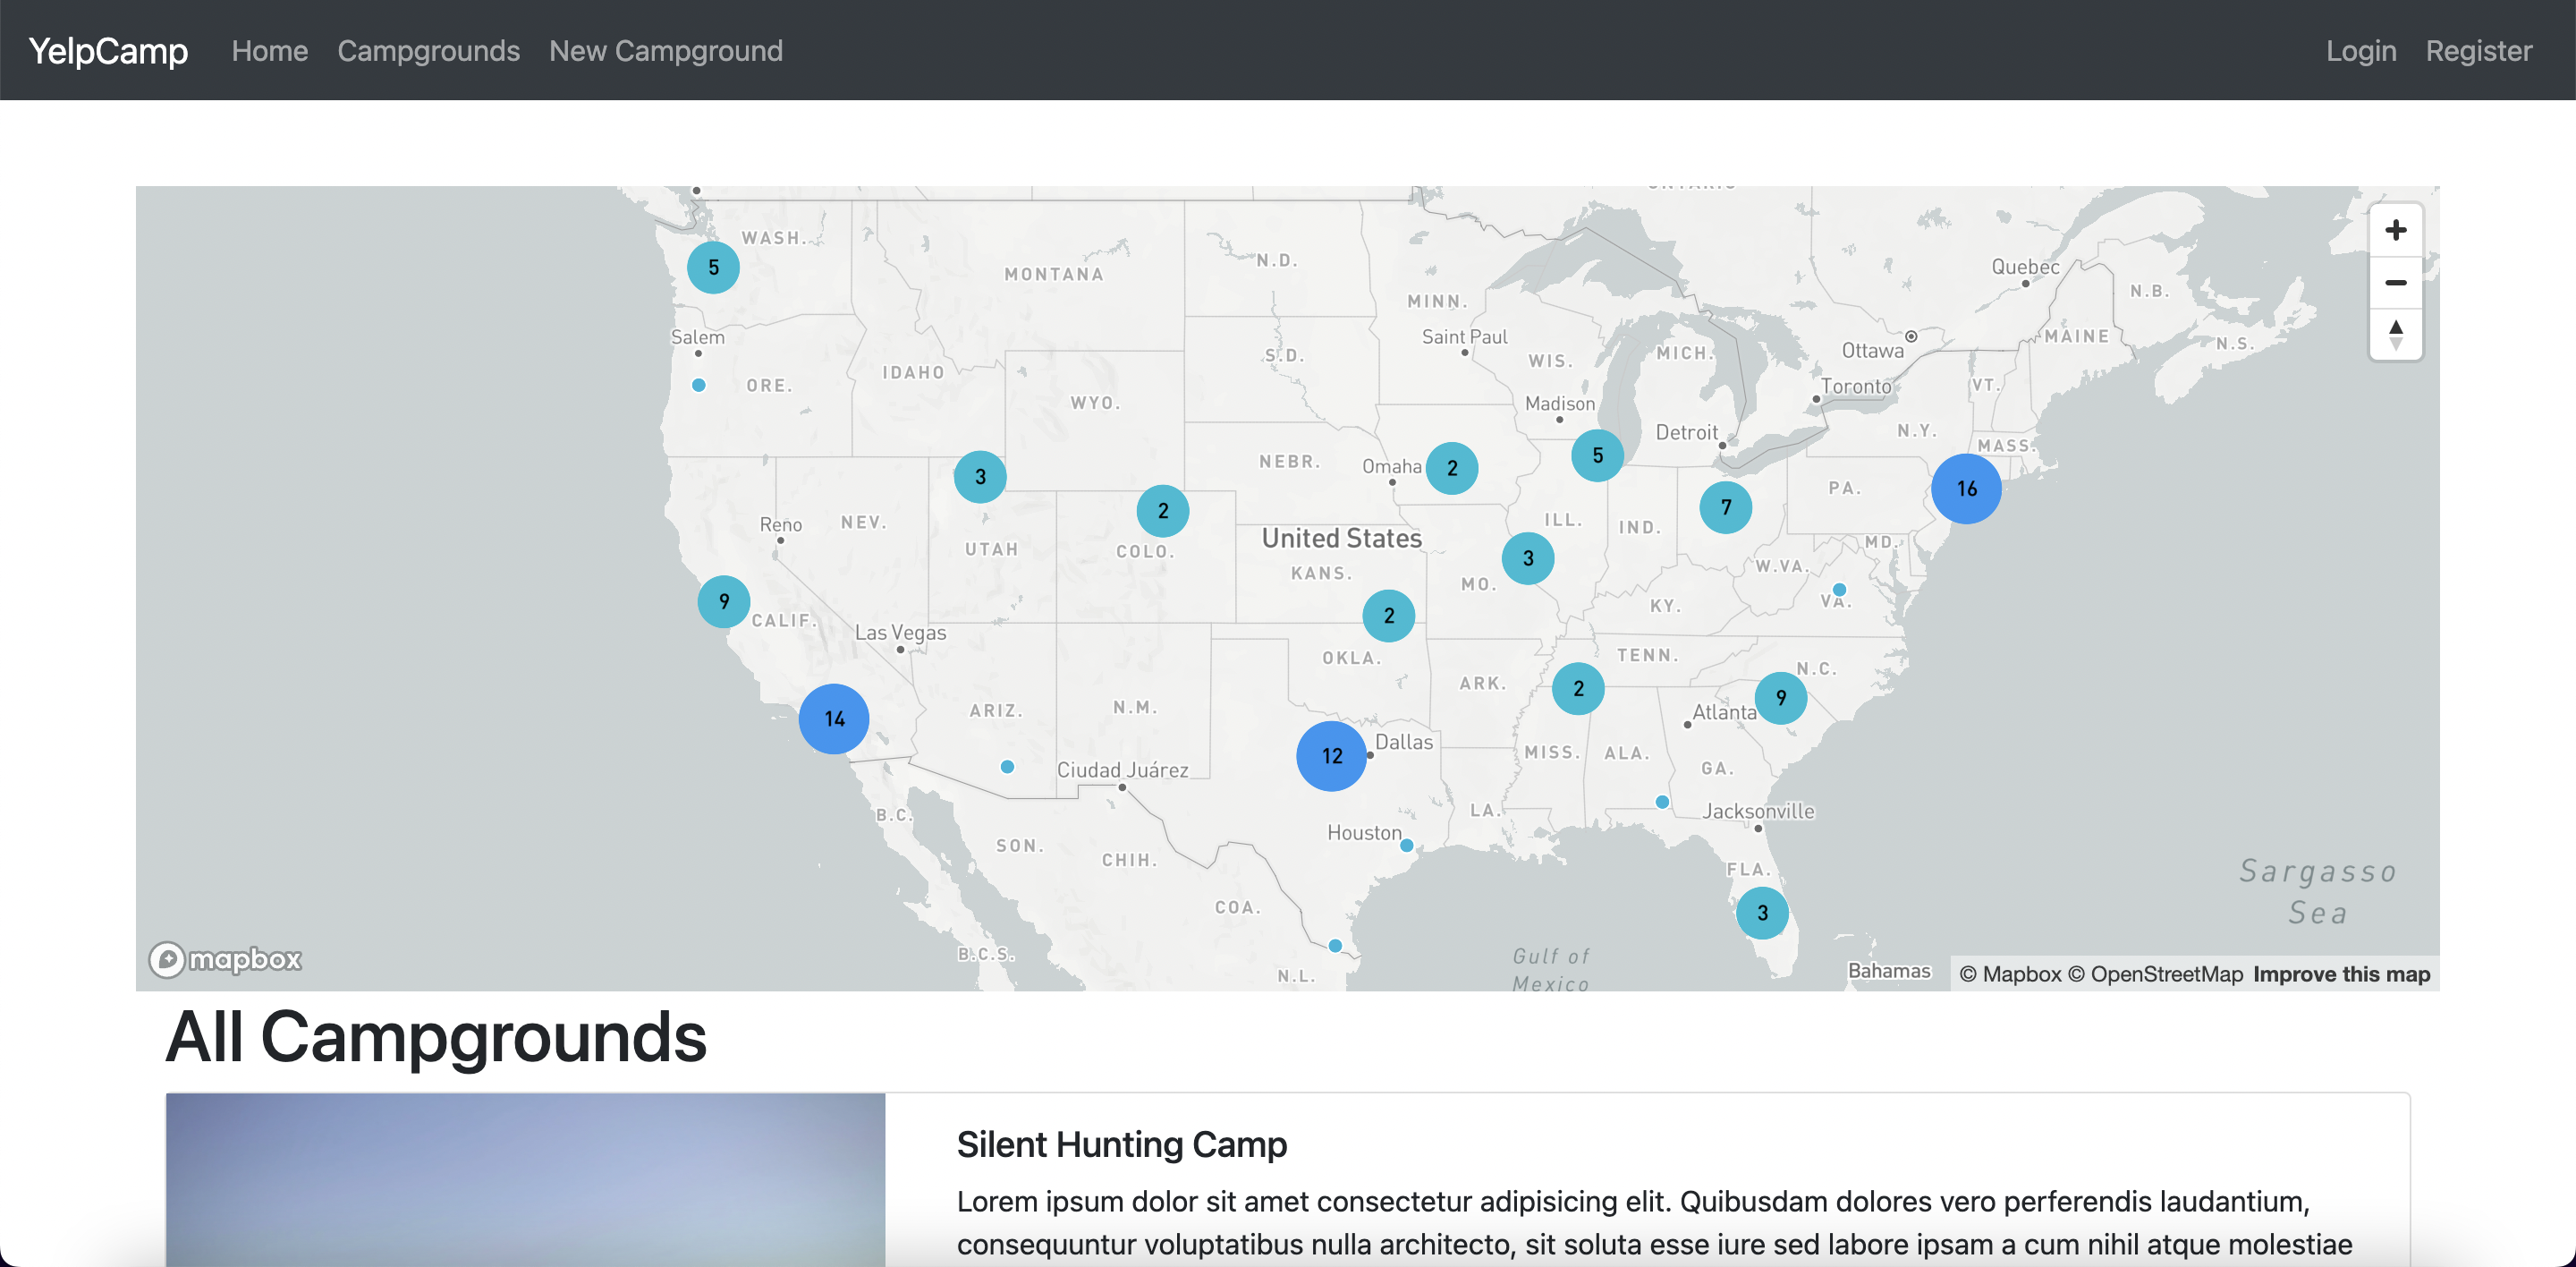 YelpCamp Home Campgrounds New Campground Login Register
ONTARIO
WASH.
5
MONTANA
N.D.
MINN.
Quebec
N.B.
Salem
Saint Paul
WIS.
MICH.
Ottawa
MAINE
N.S.
ORE.
IDAHO
S.D.
Toronto
VT.
WYO.
Madison
Detroit
N.Y.
MASS.
NEBR.
Omaha
2
5
3
2
7
PA.
16
Reno
NEV.
UTAH
COLO.
United States
ILL.
IND.
MD.
KANS.
3
MO.
W.VA.
VA.
9
CALIF.
Las Vegas
2
KY.
OKLA.
TENN.
N.C.
ARK.
2
9
14
ARIZ.
N.M.
Atlanta
12
Dallas
MISS.
ALA.
GA.
Ciudad Juárez
B.C.
LA.
Jacksonville
Houston
SON.
CHIH.
FLA.
Sargasso
Sea
COA.
3
B.C.S.
Gulf of
Mexico
N.L.
Bahamas
mapbox
© Mapbox © OpenStreetMap Improve this map
All Campgrounds
Silent Hunting Camp
Lorem ipsum dolor sit amet consectetur adipisicing elit. Quibusdam dolores vero perferendis laudantium,
consequuntur voluptatibus nulla architecto, sit soluta esse iure sed labore ipsam a cum nihil atque molestiae